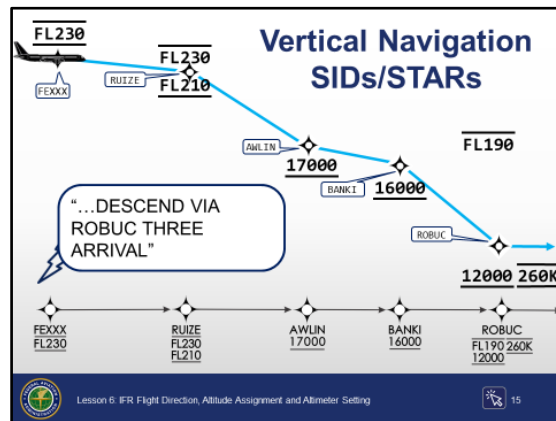 Vertical Navigation
SIDs/STARs
FL230
FEXXX
RUIZE
FL230
FL210
AWLIN
17000
BANKI
16000
FL190
ROBUC
12000 260K
“…DESCEND VIA
ROBUC THREE
ARRIVAL”
FEXXX
FL230
RUIZE
FL230
FL210
AWLIN
17000
BANKI
16000
ROBUC
FL190 260K
12000
Lesson 6: IFR Flight Direction, Altitude Assignment and Altimeter Setting
15